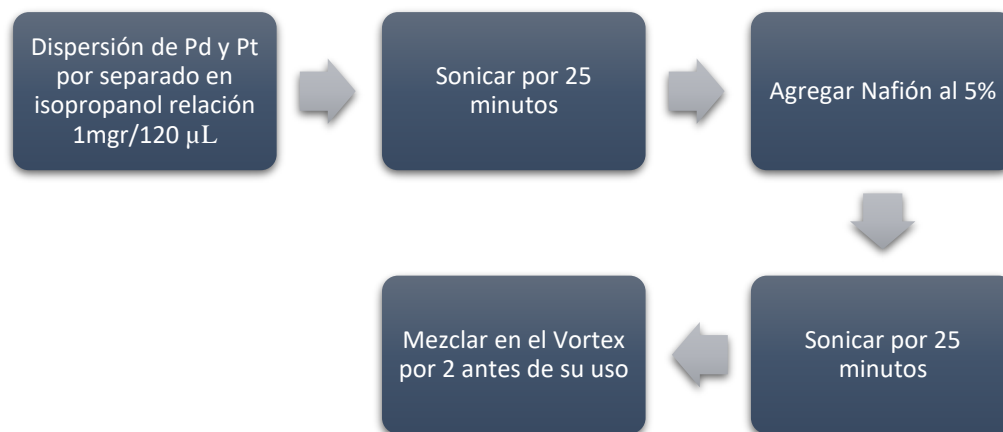 Dispersión de Pd y Pt
por separado en
isopropanol relación
1mgr/120 µL
Sonicar por 25
minutos
Agregar Nafión al 5%
Sonicar por 25
minutos
Mezclar en el Vortex
por 2 antes de su uso